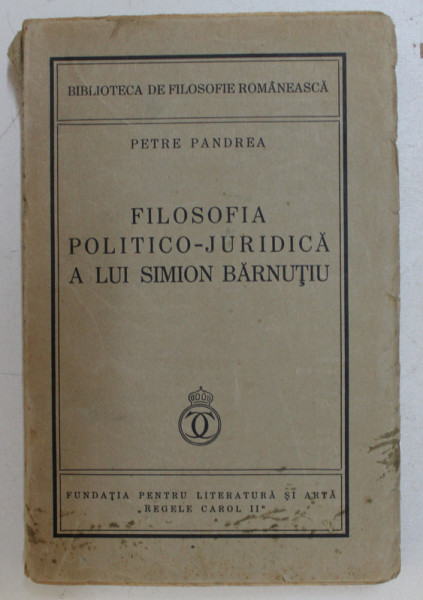 BIBLIOTECA DE FILOSOFIE ROMÂNEASCĂ
PETRE PANDREA
FILOSOFIA
POLITICO-JURIDICĂ
A LUI SIMION BĂRNUȚIU
FUNDAȚIA PENTRU LITERATURĂ ȘI ARTĂ
„REGELE CAROL II"